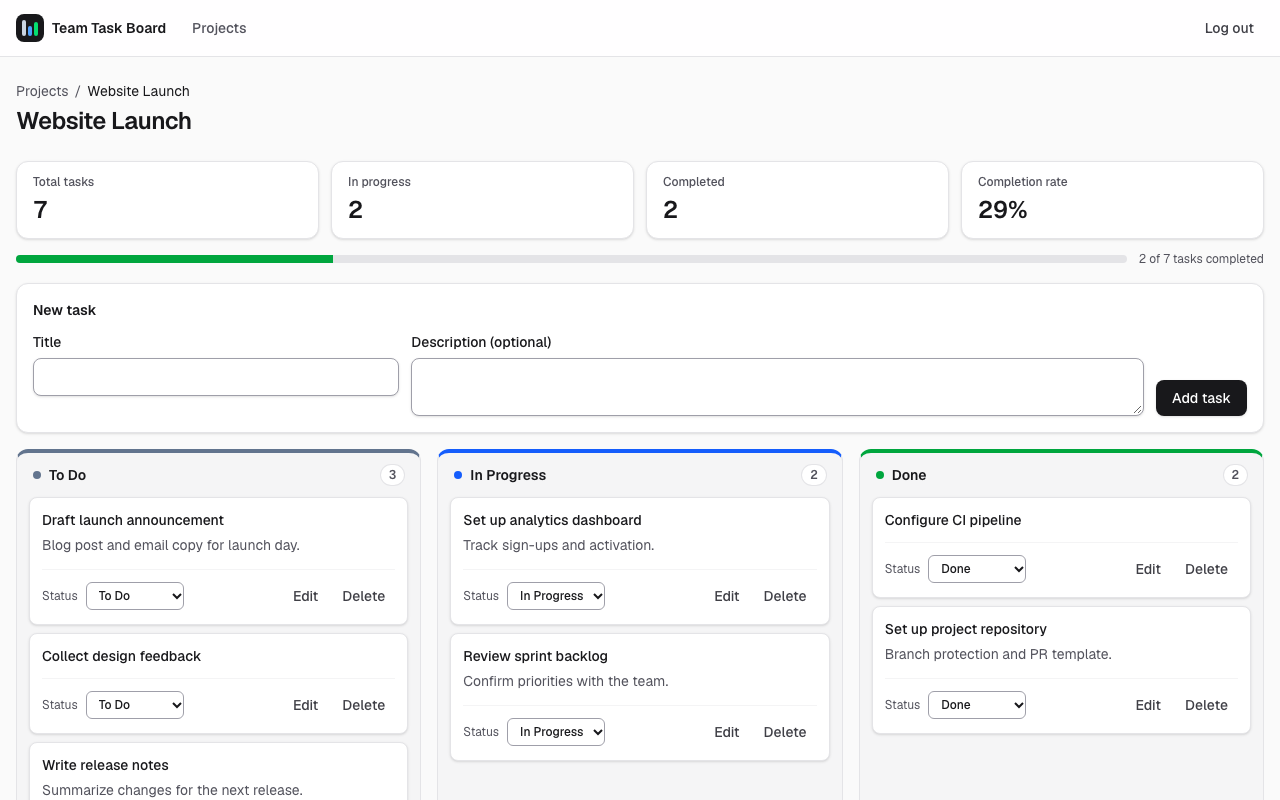 Team Task Board
Projects
Log out
Projects / Website Launch
Website Launch
Total tasks
7
In progress
2
Completed
2
Completion rate
29%
2 of 7 tasks completed
New task
Title
Description (optional)
Add task
To Do
3
Draft launch announcement
Blog post and email copy for launch day.
Status To Do Edit Delete
Collect design feedback
Status To Do Edit Delete
Write release notes
Summarize changes for the next release.
In Progress
2
Set up analytics dashboard
Track sign-ups and activation.
Status In Progress Edit Delete
Review sprint backlog
Confirm priorities with the team.
Status In Progress Edit Delete
Done
2
Configure CI pipeline
Status Done Edit Delete
Set up project repository
Branch protection and PR template.
Status Done Edit Delete